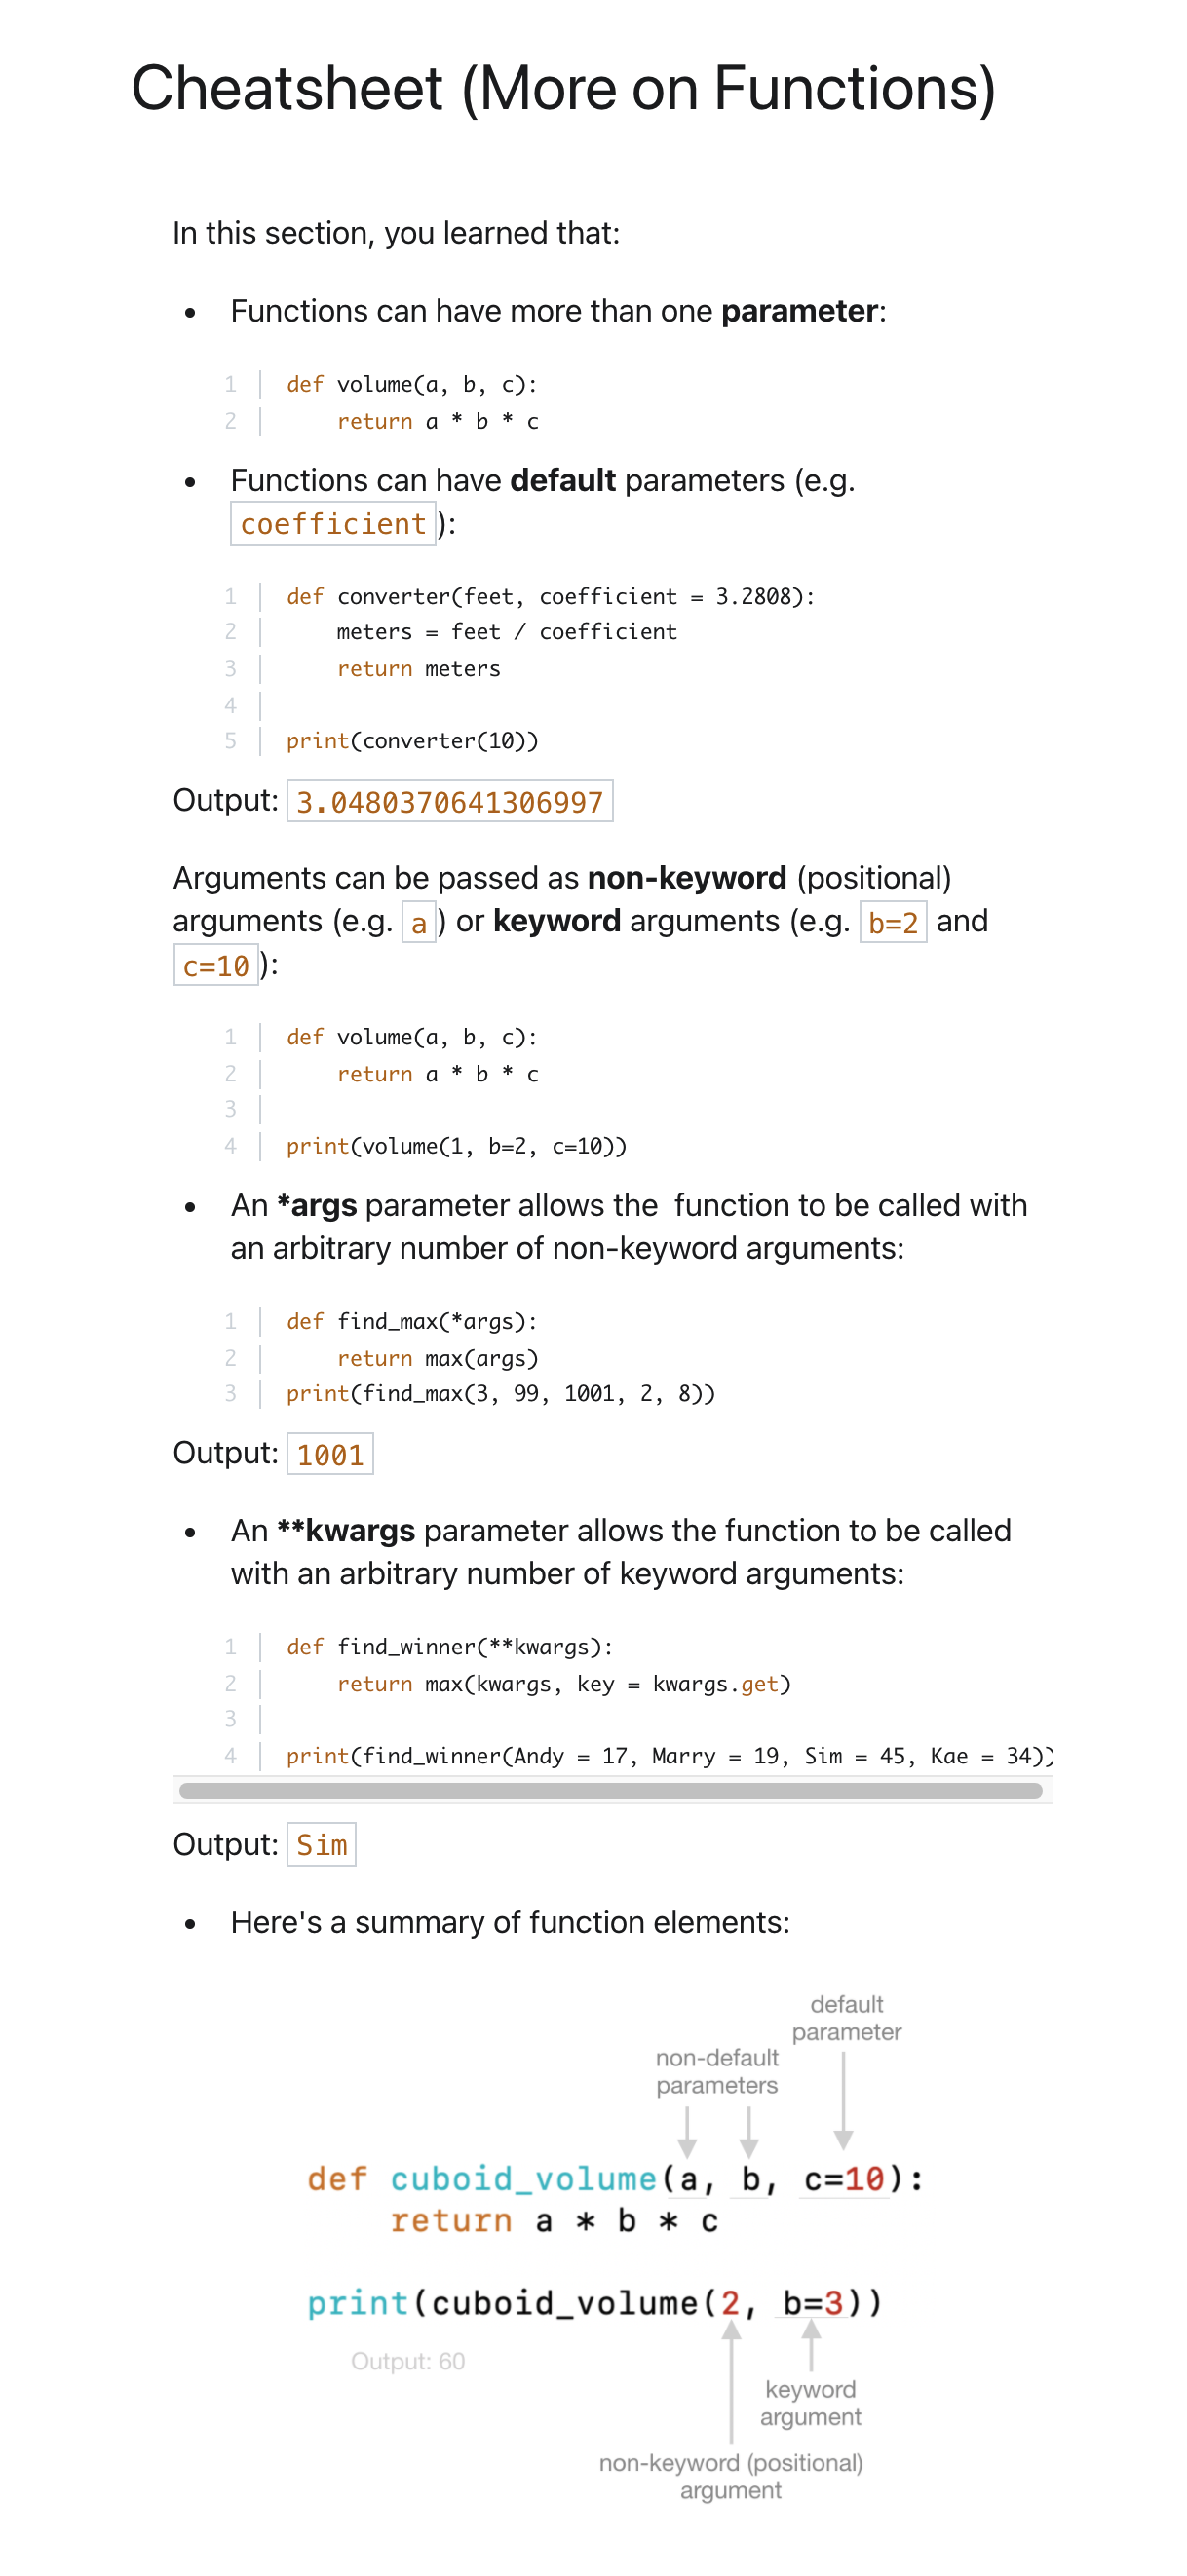 Cheatsheet (More on Functions)
In this section, you learned that:
• Functions can have more than one parameter:
1 def volume(a, b, c):
2     return a * b * c
• Functions can have default parameters (e.g.
coefficient):
1 def converter(feet, coefficient = 3.2808):
2     meters = feet / coefficient
3     return meters
4
5 print(converter(10))
Output: 3.0480370641306997
Arguments can be passed as non-keyword (positional)
arguments (e.g. a) or keyword arguments (e.g. b=2 and
c=10):
1 def volume(a, b, c):
2     return a * b * c
3
4 print(volume(1, b=2, c=10))
• An *args parameter allows the  function to be called with
an arbitrary number of non-keyword arguments:
1 def find_max(*args):
2     return max(args)
3 print(find_max(3, 99, 1001, 2, 8))
Output: 1001
• An **kwargs parameter allows the function to be called
with an arbitrary number of keyword arguments:
1 def find_winner(**kwargs):
2     return max(kwargs, key = kwargs.get)
3
4 print(find_winner(Andy = 17, Marry = 19, Sim = 45, Kae = 34))
Output: Sim
• Here's a summary of function elements:
default
parameter
non-default
parameters
def cuboid_volume(a, b, c=10):
    return a * b * c
print(cuboid_volume(2, b=3))
Output: 60
keyword
argument
non-keyword (positional)
argument